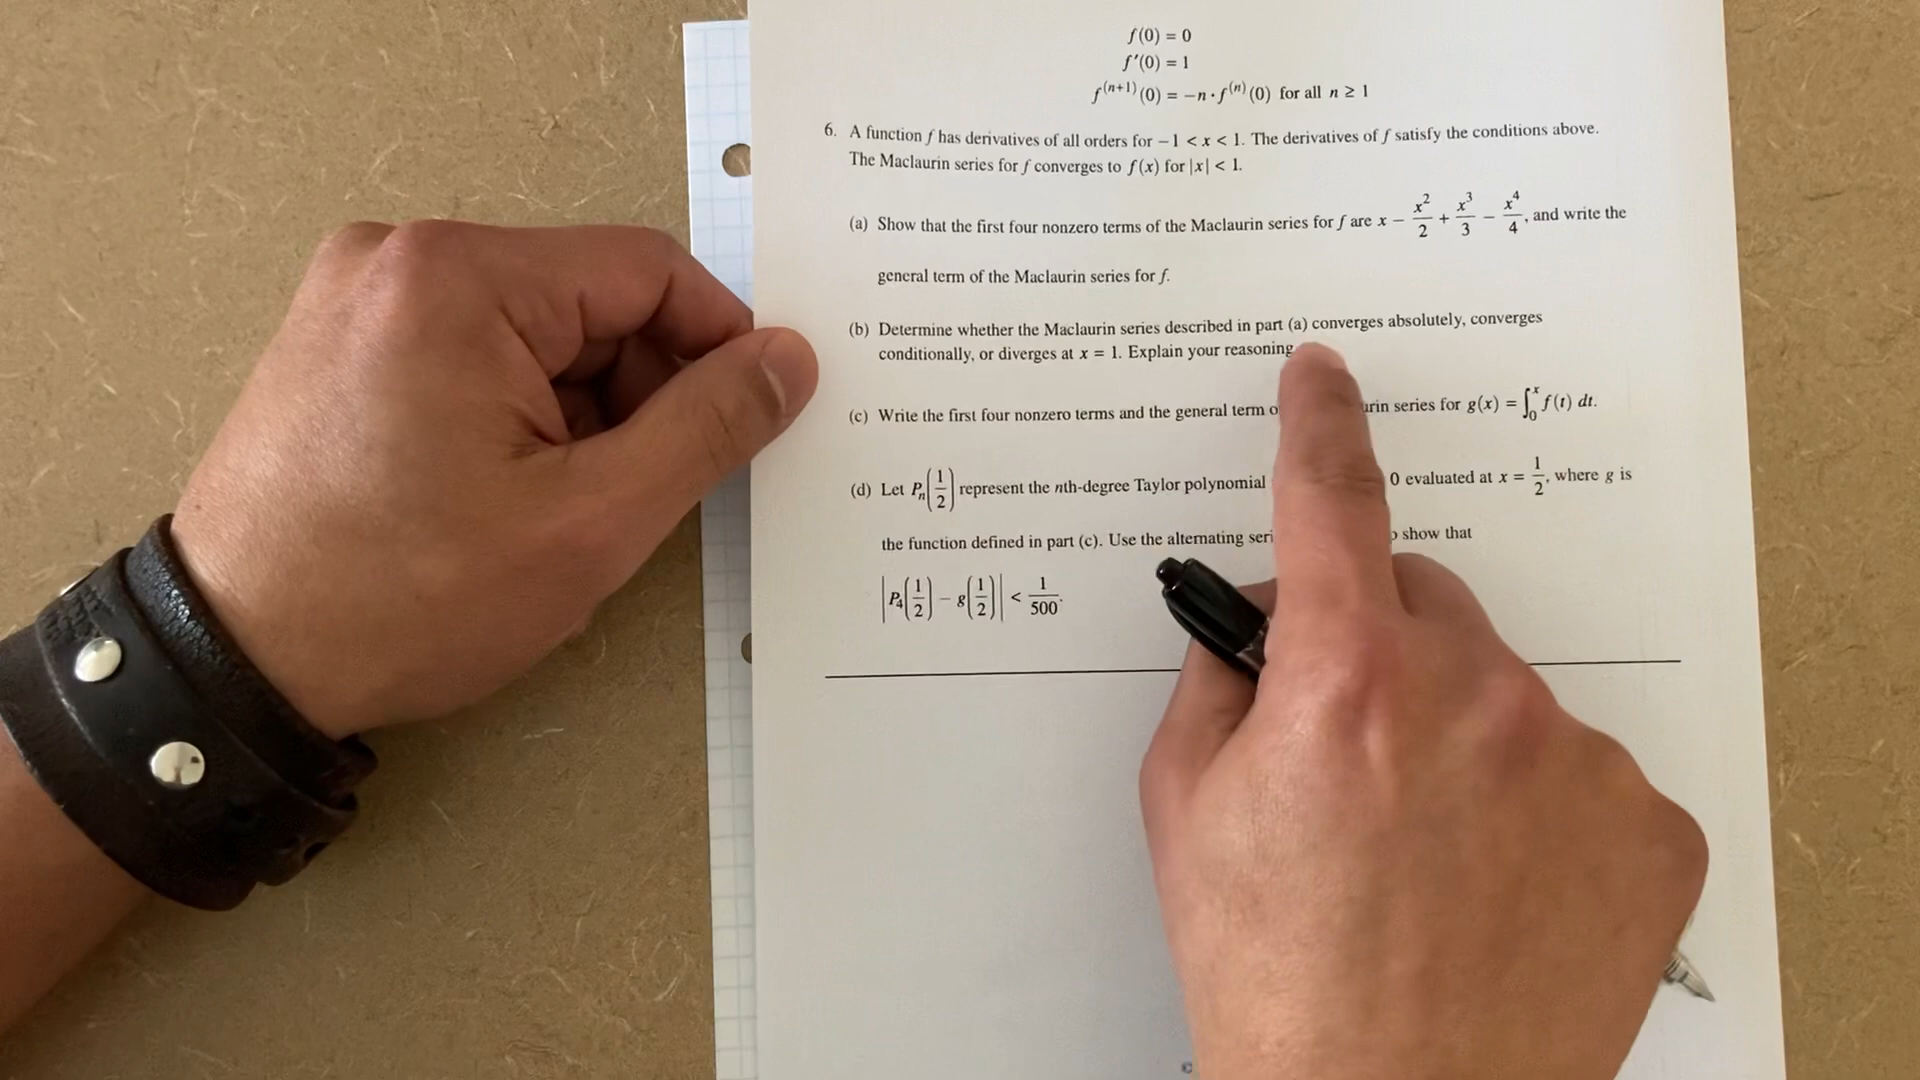 f(0) = 0
f′(0) = 1
f⁽ⁿ⁺¹⁾(0) = −n · f⁽ⁿ⁾(0) for all n ≥ 1
6. A function f has derivatives of all orders for −1 < x < 1. The derivatives of f satisfy the conditions above.
The Maclaurin series for f converges to f(x) for |x| < 1.
(a) Show that the first four nonzero terms of the Maclaurin series for f are x − x²/2 + x³/3 − x⁴/4, and write the
general term of the Maclaurin series for f.
(b) Determine whether the Maclaurin series described in part (a) converges absolutely, converges
conditionally, or diverges at x = 1. Explain your reasoning
(c) Write the first four nonzero terms and the general term series for g(x) = ∫₀ˣ f(t) dt.
(d) Let Pₙ(1/2) represent the nth-degree Taylor polynomial 0 evaluated at x = 1/2, where g is
the function defined in part (c). Use the alternating show that
|P₄(1/2) − g(1/2)| < 1/500.